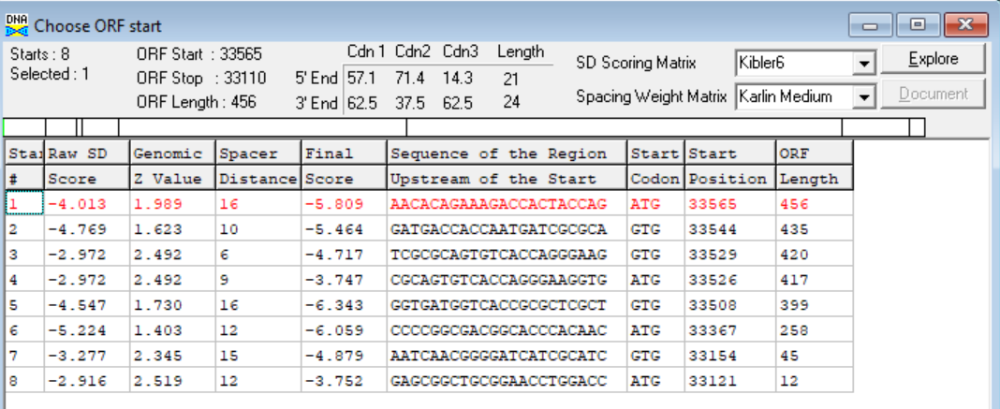 DNA Choose ORF start
Starts : 8 ORF Start : 33565 Cdn 1 Cdn2 Cdn3 Length SD Scoring Matrix Kibler6 Explore
Selected : 1 ORF Stop : 33110 5' End 57.1 71.4 14.3 21
ORF Length : 456 3' End 62.5 37.5 62.5 24 Spacing Weight Matrix Karlin Medium Document
Star Raw SD Genomic Spacer Final Sequence of the Region Start Start ORF
# Score Z Value Distance Score Upstream of the Start Codon Position Length
1 -4.013 1.989 16 -5.809 AACACAGAAAGACCACTACCAG ATG 33565 456
2 -4.769 1.623 10 -5.464 GATGACCACCAATGATCGCGCA GTG 33544 435
3 -2.972 2.492 6 -4.717 TCGCGCAGTGTCACCAGGGAAG GTG 33529 420
4 -2.972 2.492 9 -3.747 CGCAGTGTCACCAGGGAAGGTG ATG 33526 417
5 -4.547 1.730 16 -6.343 GGTGATGGTCACCGCGCTCGCT GTG 33508 399
6 -5.224 1.403 12 -6.059 CCCCGGCGACGGCACCCACAAC ATG 33367 258
7 -3.277 2.345 15 -4.879 AATCAACGGGGATCATCGCATC GTG 33154 45
8 -2.916 2.519 12 -3.752 GAGCGGCTGCGGAACCTGGACC ATG 33121 12